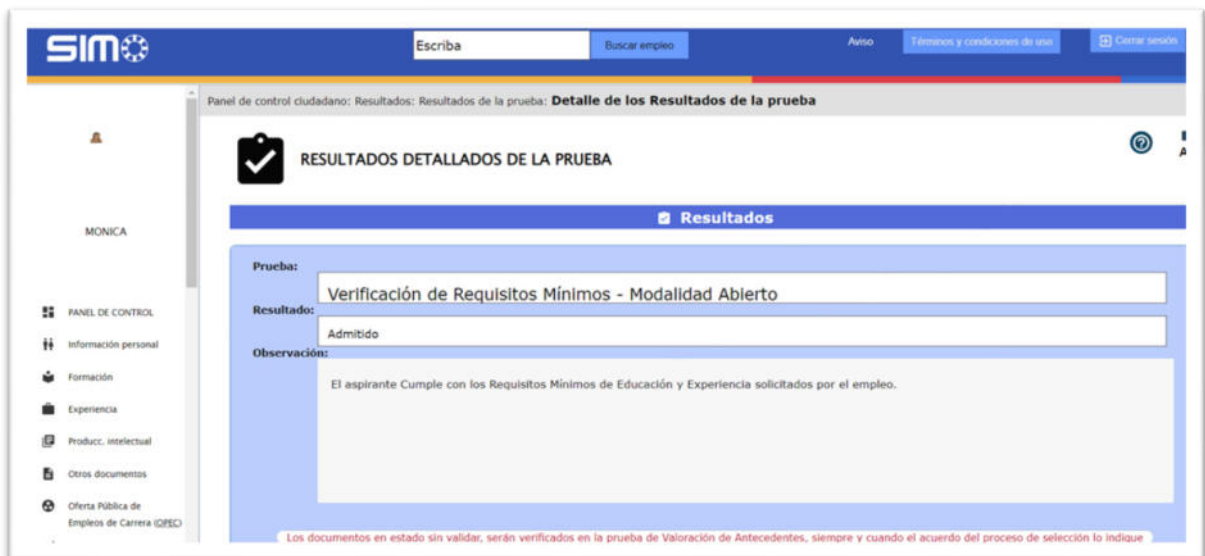 SIMO
Escriba
Buscar empleo
Aviso
Términos y condiciones de uso
Cerrar sesión
Panel de control ciudadano: Resultados: Resultados de la prueba: Detalle de los Resultados de la prueba
RESULTADOS DETALLADOS DE LA PRUEBA
A
MONICA
Resultados
Prueba:
Verificación de Requisitos Mínimos - Modalidad Abierto
Resultado:
Admitido
Observación:
El aspirante Cumple con los Requisitos Mínimos de Educación y Experiencia solicitados por el empleo.
PANEL DE CONTROL
Información personal
Formación
Experiencia
Producc. intelectual
Otros documentos
Oferta Pública de
Empleos de Carrera (OPEC)
Los documentos en estado sin validar, serán verificados en la prueba de Valoración de Antecedentes, siempre y cuando el acuerdo del proceso de selección lo indique